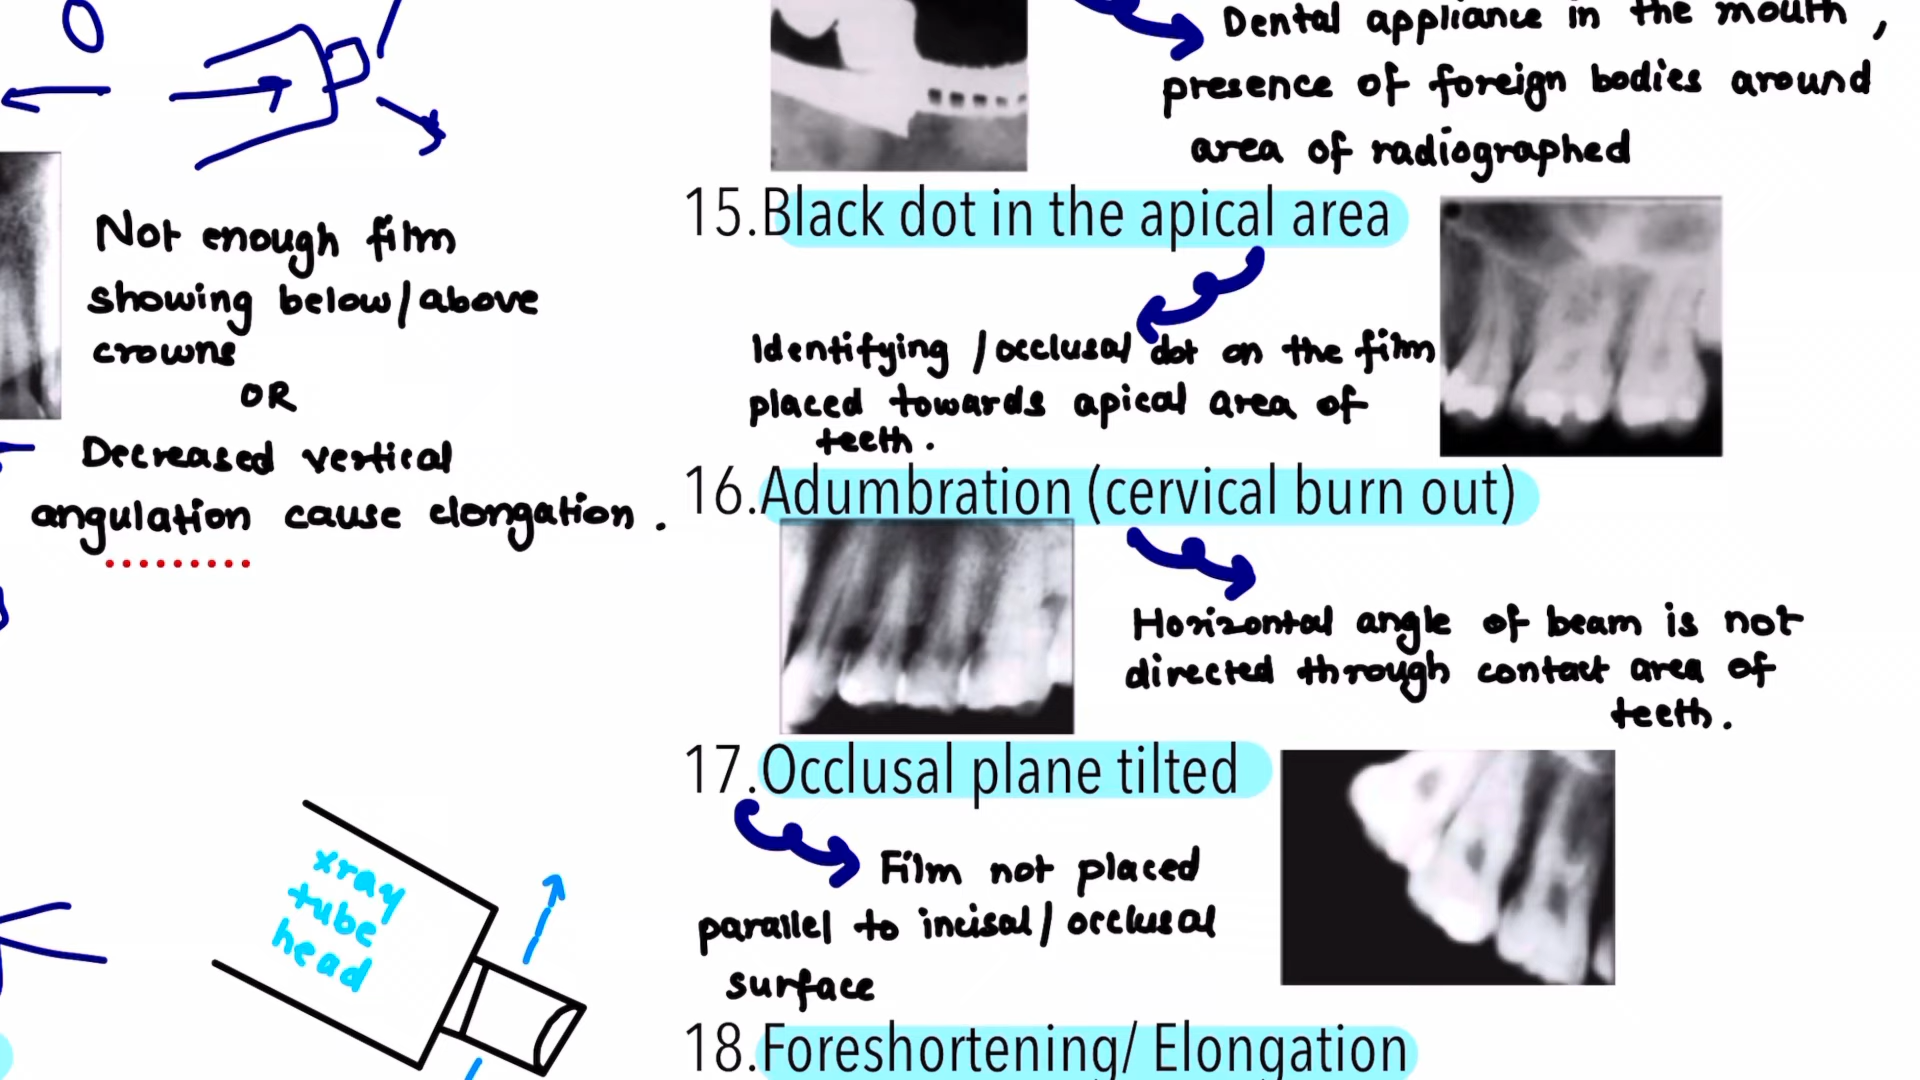 Not enough film
showing below/above
crowns
OR
Decreased vertical
angulation cause elongation.
xray
tube
head
Dental appliance in the mouth,
presence of foreign bodies around
area of radiographed
15.Black dot in the apical area
Identifying /occlusal dot on the film
placed towards apical area of
teeth.
16.Adumbration (cervical burn out)
Horizontal angle of beam is not
directed through contact area of
teeth.
17.Occlusal plane tilted
Film not placed
parallel to incisal/occlusal
surface
18.Foreshortening/ Elongation